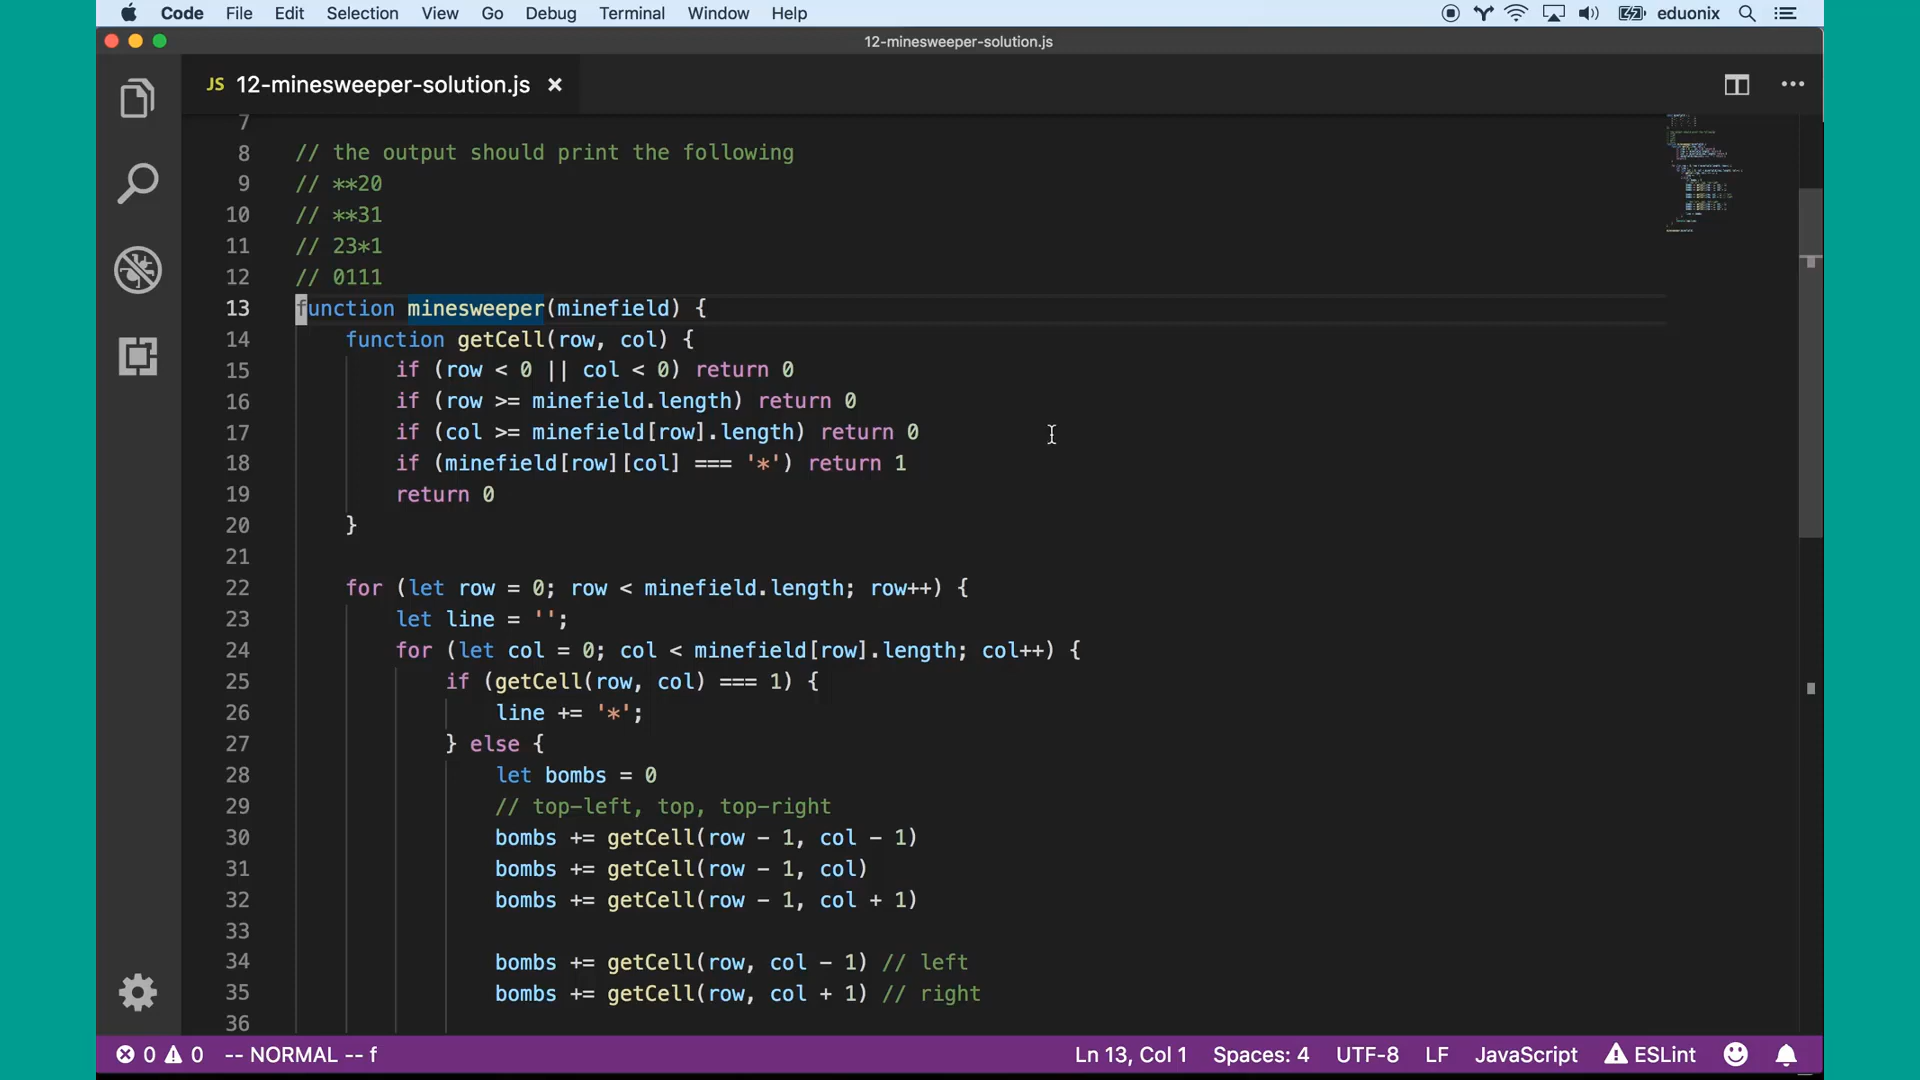 Code File Edit Selection View Go Debug Terminal Window Help eduonix
12-minesweeper-solution.js
JS 12-minesweeper-solution.js
7
8 // the output should print the following
9 // **20
10 // **31
11 // 23*1
12 // 0111
13 function minesweeper(minefield) {
14 function getCell(row, col) {
15 if (row < 0 || col < 0) return 0
16 if (row >= minefield.length) return 0
17 if (col >= minefield[row].length) return 0
18 if (minefield[row][col] === '*') return 1
19 return 0
20 }
21
22 for (let row = 0; row < minefield.length; row++) {
23 let line = '';
24 for (let col = 0; col < minefield[row].length; col++) {
25 if (getCell(row, col) === 1) {
26 line += '*';
27 } else {
28 let bombs = 0
29 // top-left, top, top-right
30 bombs += getCell(row - 1, col - 1)
31 bombs += getCell(row - 1, col)
32 bombs += getCell(row - 1, col + 1)
33
34 bombs += getCell(row, col - 1) // left
35 bombs += getCell(row, col + 1) // right
36
0 0 -- NORMAL -- f Ln 13, Col 1 Spaces: 4 UTF-8 LF JavaScript ESLint